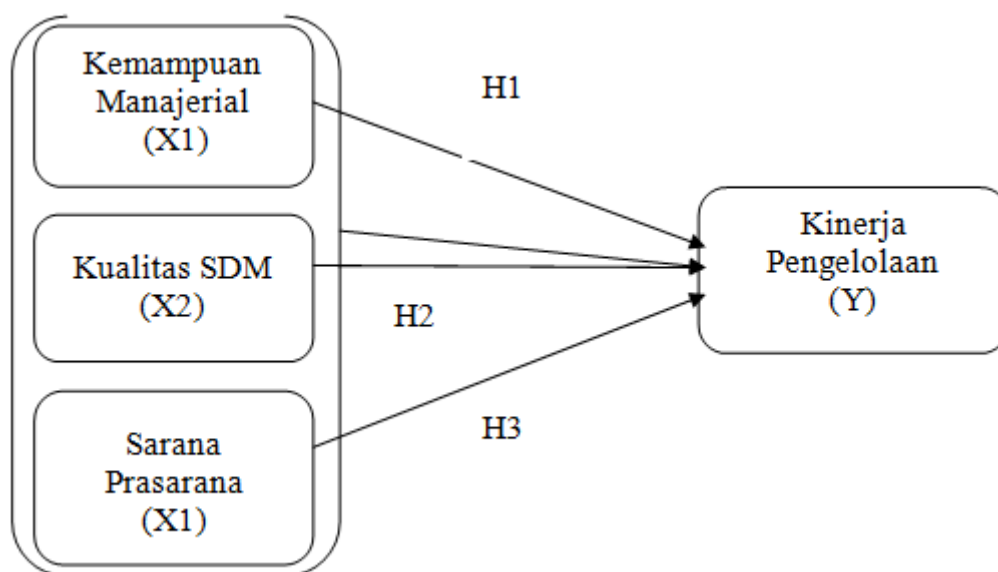 Kemampuan
Manajerial
(X1)
H1
Kualitas SDM
(X2)
H2
Sarana
Prasarana
(X1)
H3
Kinerja
Pengelolaan
(Y)